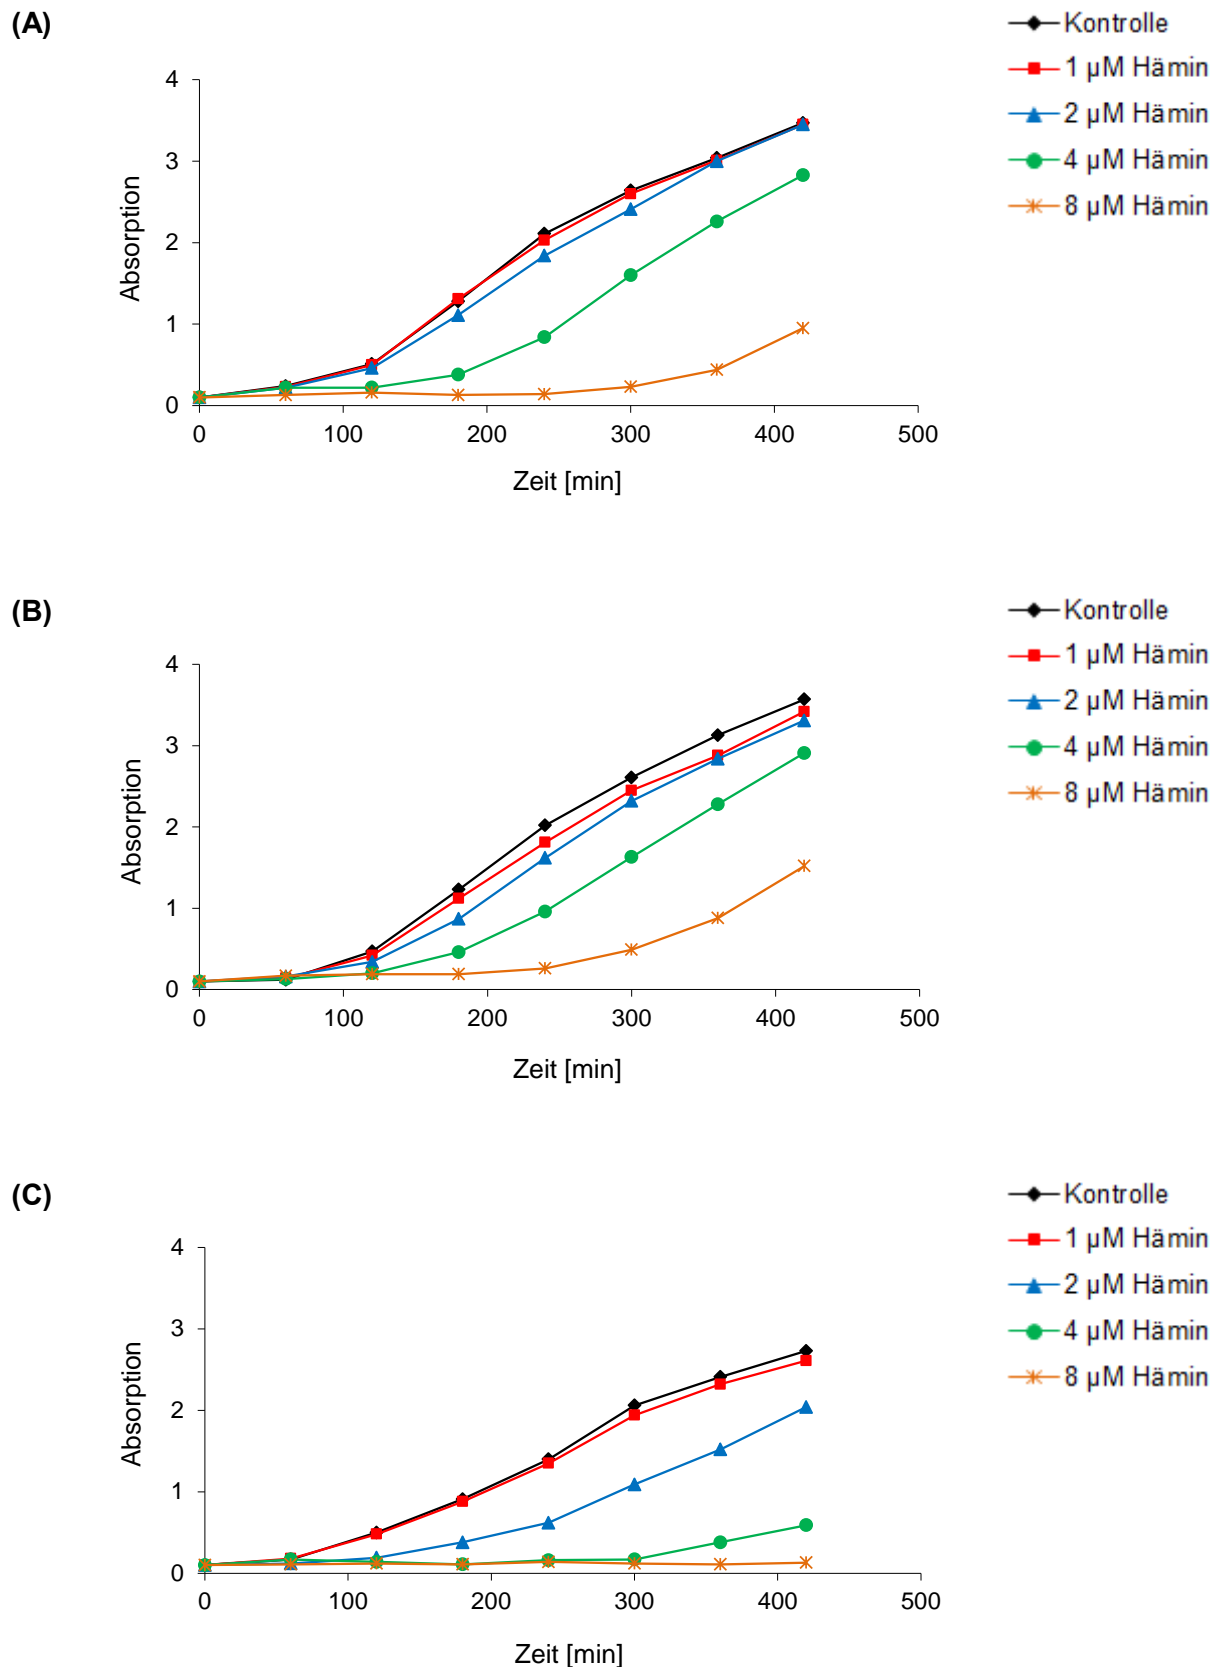 (A)
Kontrolle
1 µM Hämin
2 µM Hämin
4 µM Hämin
8 µM Hämin
4
3
2
1
0
Absorption
0 100 200 300 400 500
Zeit [min]
(B)
Kontrolle
1 µM Hämin
2 µM Hämin
4 µM Hämin
8 µM Hämin
4
3
2
1
0
Absorption
0 100 200 300 400 500
Zeit [min]
(C)
Kontrolle
1 µM Hämin
2 µM Hämin
4 µM Hämin
8 µM Hämin
4
3
2
1
0
Absorption
0 100 200 300 400 500
Zeit [min]